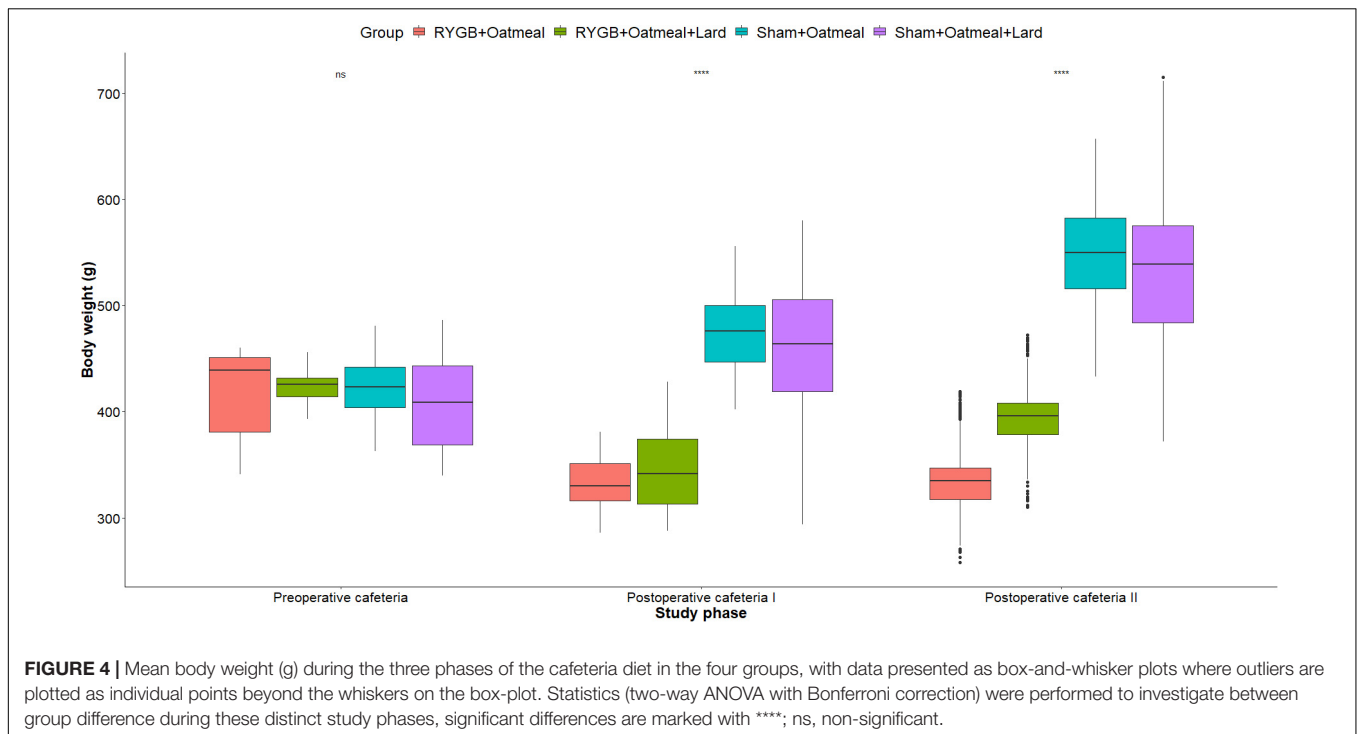 Group RYGB+Oatmeal RYGB+Oatmeal+Lard Sham+Oatmeal Sham+Oatmeal+Lard
ns **** ****
700
600
500
400
300
Body weight (g)
Preoperative cafeteria Postoperative cafeteria I Postoperative cafeteria II
Study phase
FIGURE 4 | Mean body weight (g) during the three phases of the cafeteria diet in the four groups, with data presented as box-and-whisker plots where outliers are
plotted as individual points beyond the whiskers on the box-plot. Statistics (two-way ANOVA with Bonferroni correction) were performed to investigate between
group difference during these distinct study phases, significant differences are marked with ****; ns, non-significant.